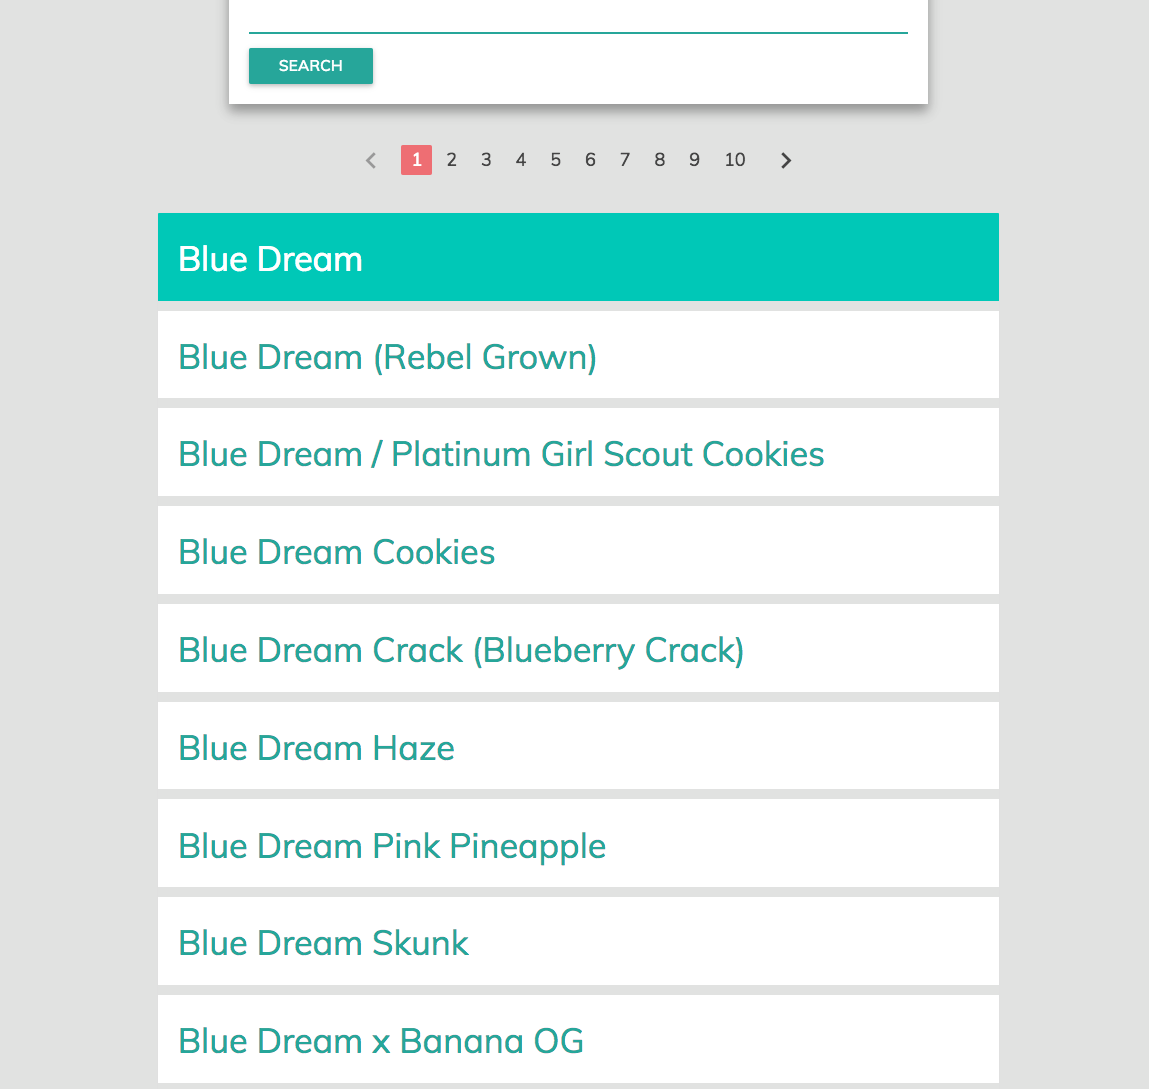 SEARCH
1 2 3 4 5 6 7 8 9 10
Blue Dream
Blue Dream (Rebel Grown)
Blue Dream / Platinum Girl Scout Cookies
Blue Dream Cookies
Blue Dream Crack (Blueberry Crack)
Blue Dream Haze
Blue Dream Pink Pineapple
Blue Dream Skunk
Blue Dream x Banana OG